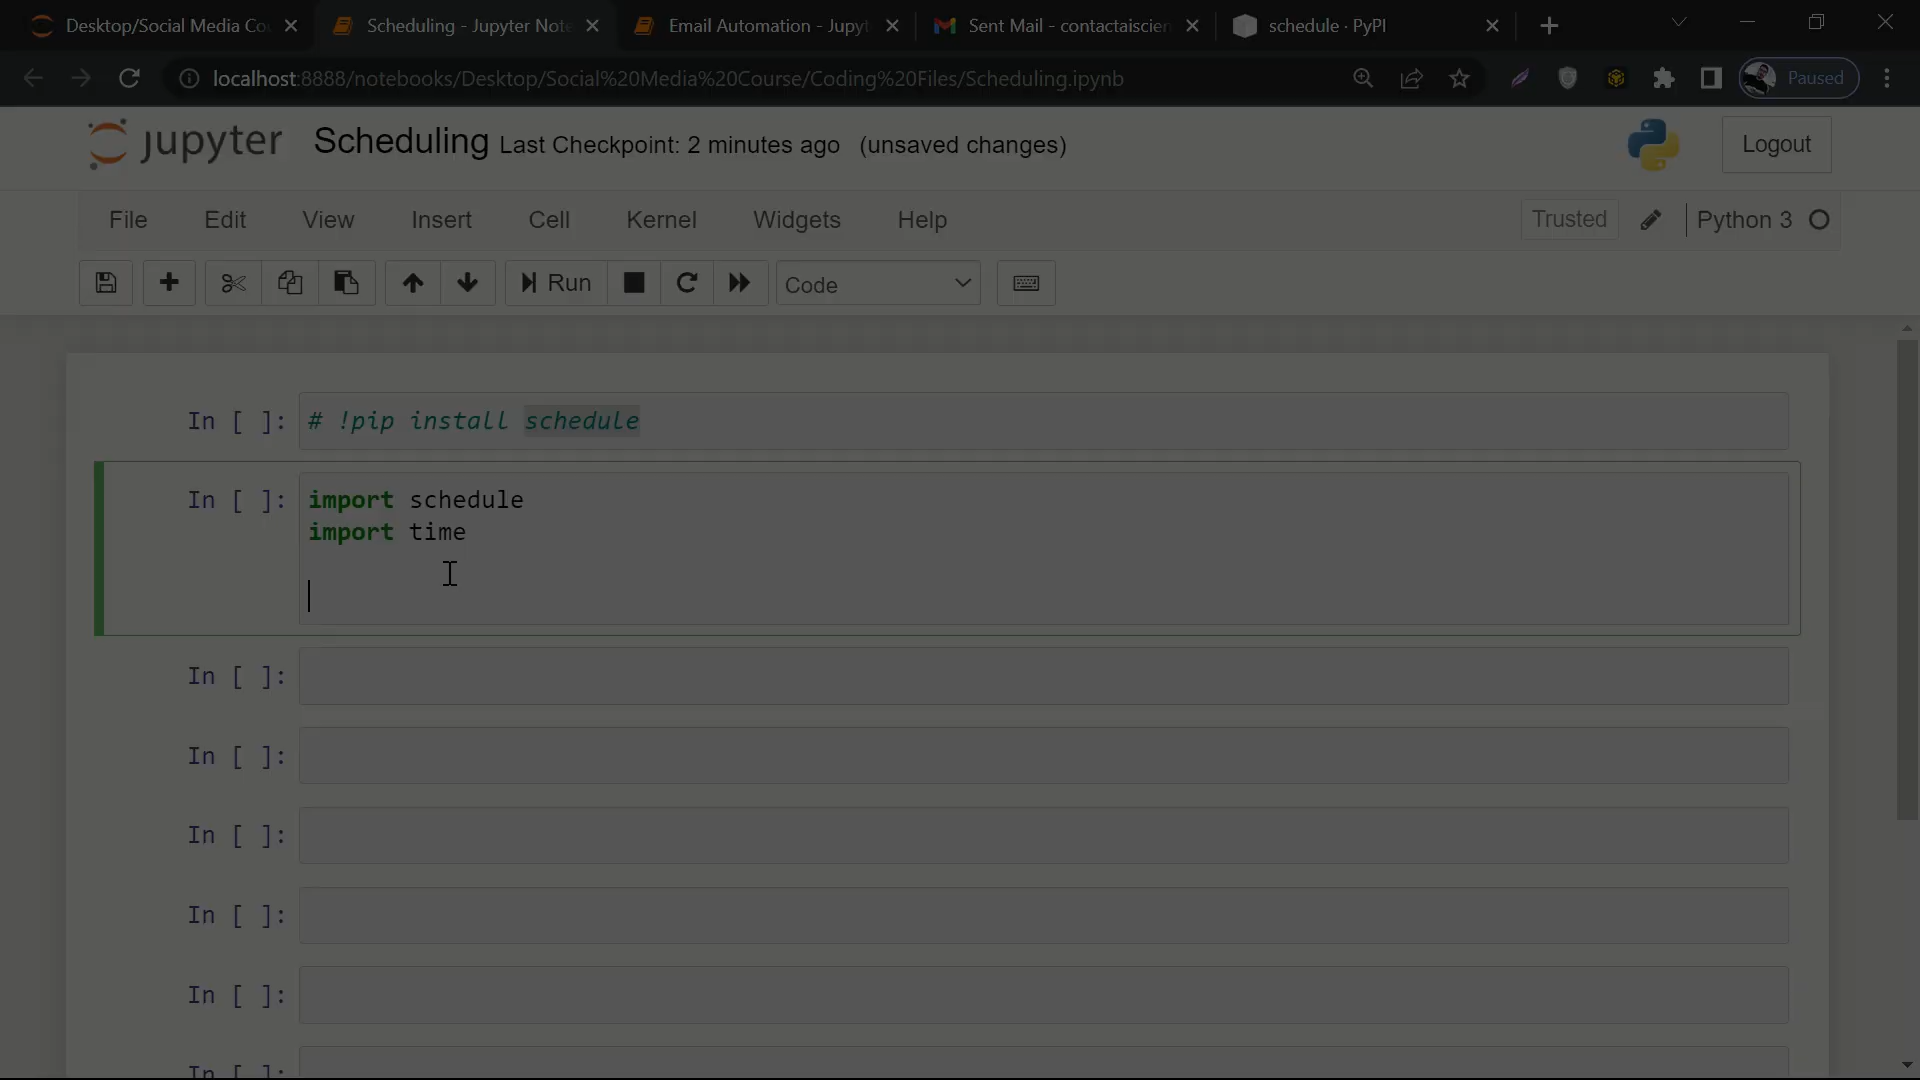 Desktop/Social Media Co
Scheduling - Jupyter Note
Email Automation - Jupyt
Sent Mail - contactaiscien
schedule · PyPI
localhost:8888/notebooks/Desktop/Social%20Media%20Course/Coding%20Files/Scheduling.ipynb
Paused
jupyter
Scheduling Last Checkpoint: 2 minutes ago (unsaved changes)
Logout
File Edit View Insert Cell Kernel Widgets Help
Trusted
Python 3
Run
Code
In [ ]: # !pip install schedule
In [ ]: import schedule
import time
In [ ]:
In [ ]:
In [ ]:
In [ ]:
In [ ]:
In [ ]: